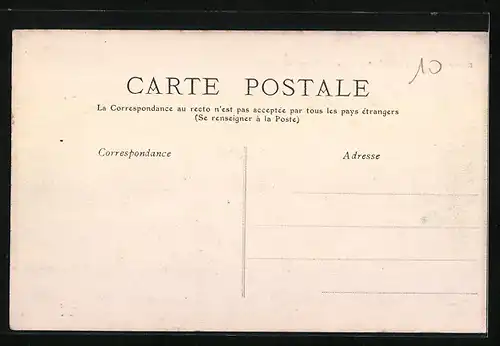 10
CARTE POSTALE
La Correspondance au recto n'est pas acceptée par tous les pays étrangers
(Se renseigner à la Poste)
Correspondance
Adresse